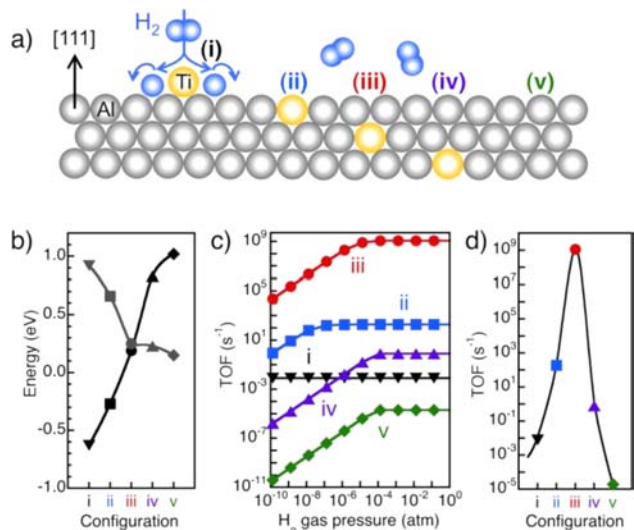 a)
[111]
H2
(i)
Ti
Al
(ii)
(iii)
(iv)
(v)
b)
Energy (eV)
1.0
0.5
0.0
-0.5
-1.0
i ii iii iv v
Configuration
c)
TOF (s-1)
10^9
10^5
10^1
10^-3
10^-7
10^-11
iii
ii
i
iv
v
10^-10 10^-8 10^-6 10^-4 10^-2 10^0
H2 gas pressure (atm)
d)
TOF (s-1)
10^9
10^7
10^5
10^3
10^1
10^-1
10^-3
10^-5
i ii iii iv v
Configuration